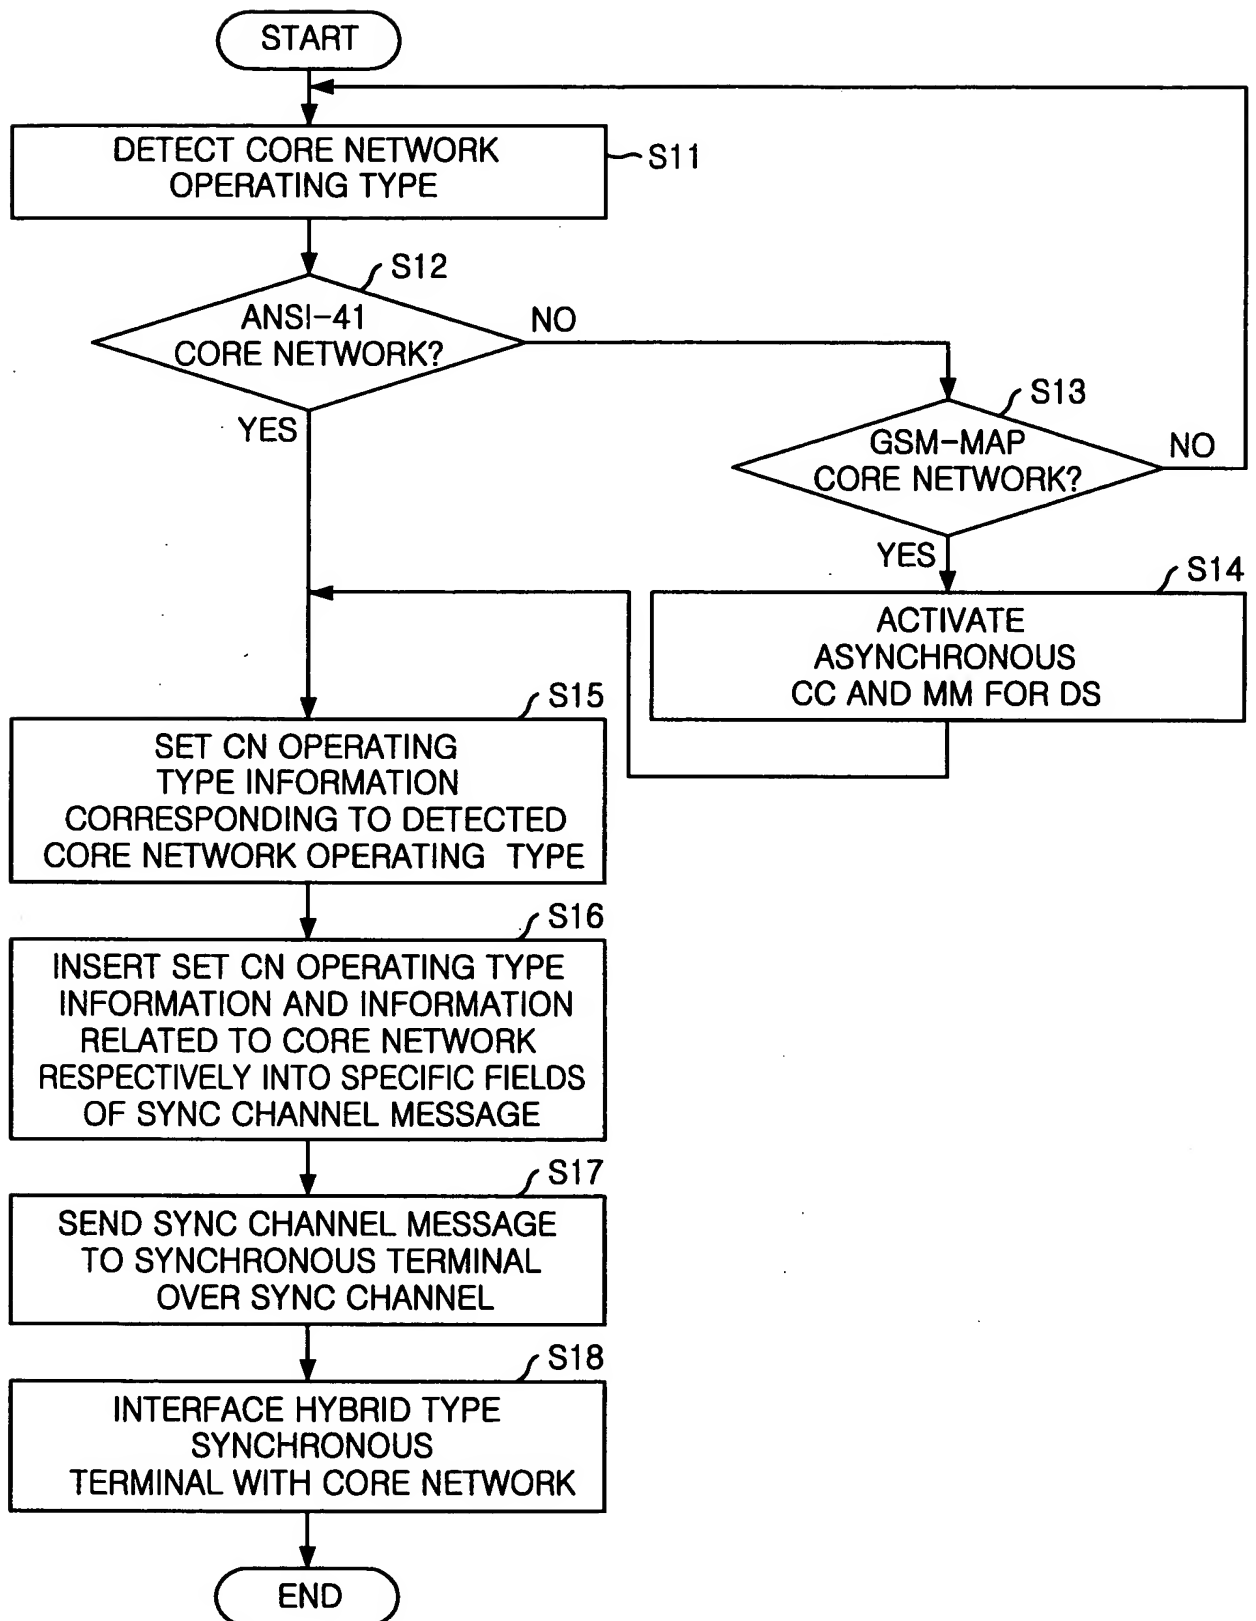 START
DETECT CORE NETWORK
OPERATING TYPE
S11
S12
ANSI-41
CORE NETWORK?
NO
YES
S13
GSM-MAP
CORE NETWORK?
NO
YES
S14
ACTIVATE
ASYNCHRONOUS
CC AND MM FOR DS
S15
SET CN OPERATING
TYPE INFORMATION
CORRESPONDING TO DETECTED
CORE NETWORK OPERATING TYPE
S16
INSERT SET CN OPERATING TYPE
INFORMATION AND INFORMATION
RELATED TO CORE NETWORK
RESPECTIVELY INTO SPECIFIC FIELDS
OF SYNC CHANNEL MESSAGE
S17
SEND SYNC CHANNEL MESSAGE
TO SYNCHRONOUS TERMINAL
OVER SYNC CHANNEL
S18
INTERFACE HYBRID TYPE
SYNCHRONOUS
TERMINAL WITH CORE NETWORK
END